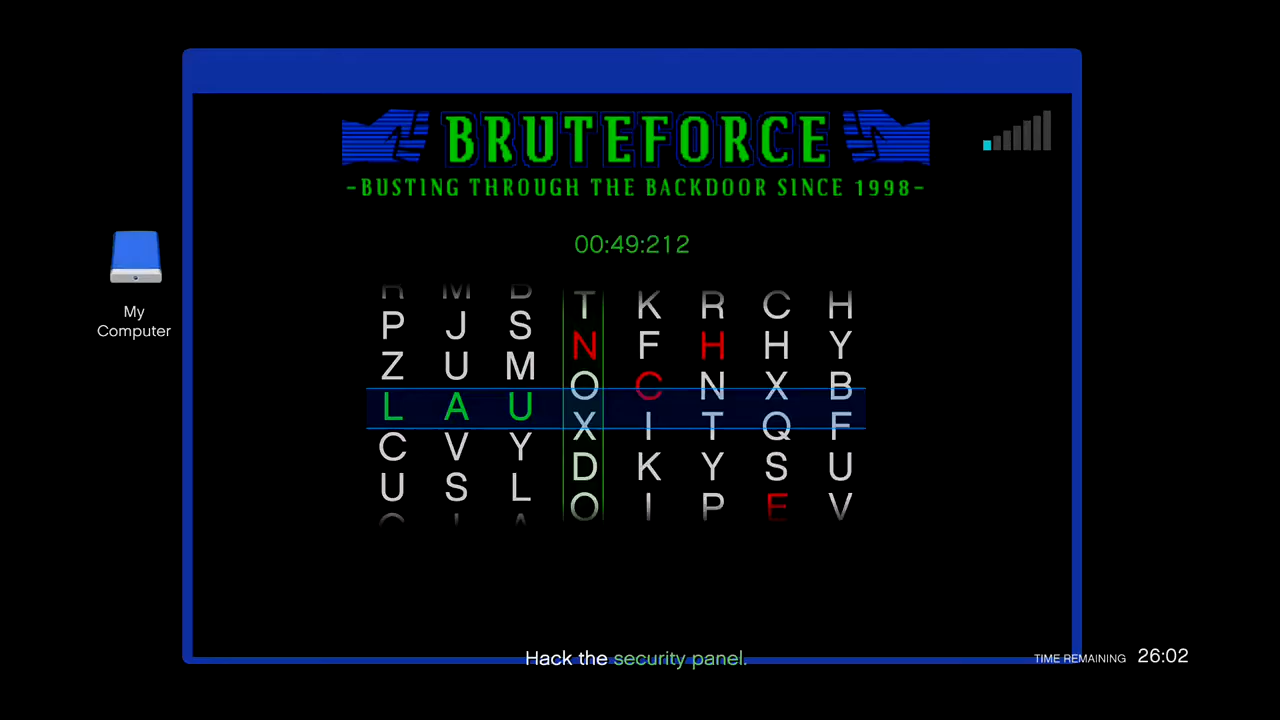 BRUTEFORCE
-BUSTING THROUGH THE BACKDOOR SINCE 1998-
00:49:212
My
Computer
T K R C H
P J S N F H H Y
Z U M O C N X B
L A U X I T Q F
C V Y D K Y S U
U S L O I P E V
Hack the security panel.
TIME REMAINING 26:02